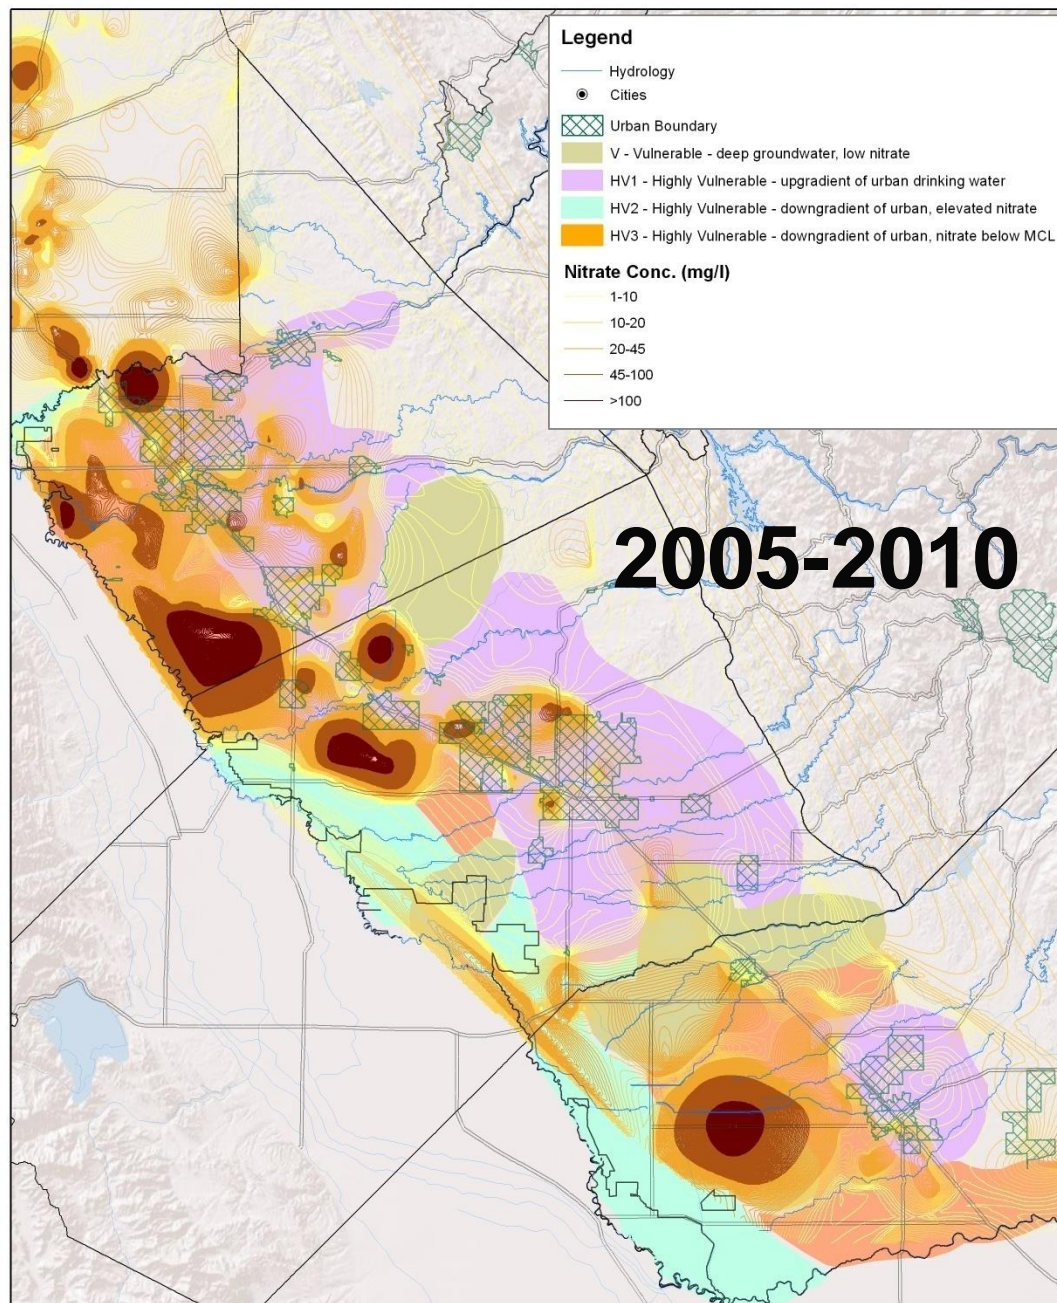 Legend
Hydrology
Cities
Urban Boundary
V - Vulnerable - deep groundwater, low nitrate
HV1 - Highly Vulnerable - upgradient of urban drinking water
HV2 - Highly Vulnerable - downgradient of urban, elevated nitrate
HV3 - Highly Vulnerable - downgradient of urban, nitrate below MCL
Nitrate Conc. (mg/l)
1-10
10-20
20-45
45-100
>100
2005-2010